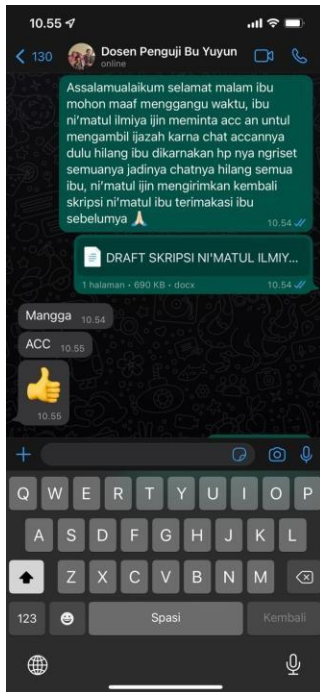 10.55
130
Dosen Penguji Bu Yuyun
online
Assalamualaikum selamat malam ibu
mohon maaf menggangu waktu, ibu
ni'matul ilmiya ijin meminta acc an untul
mengambil ijazah karna chat accannya
dulu hilang ibu dikarnakan hp nya ngriset
semuanya jadinya chatnya hilang semua
ibu, ni'matul ijin mengirimkan kembali
skripsi ni'matul ibu terimakasi ibu
sebelumya 🙏🏻
10.54
DRAFT SKRIPSI NI'MATUL ILMIY...
1 halaman • 690 KB • docx
10.54
Mangga 10.54
ACC 10.55
👍
10.55
Q W E R T Y U I O P
A S D F G H J K L
Z X C V B N M
123 Spasi Kembali